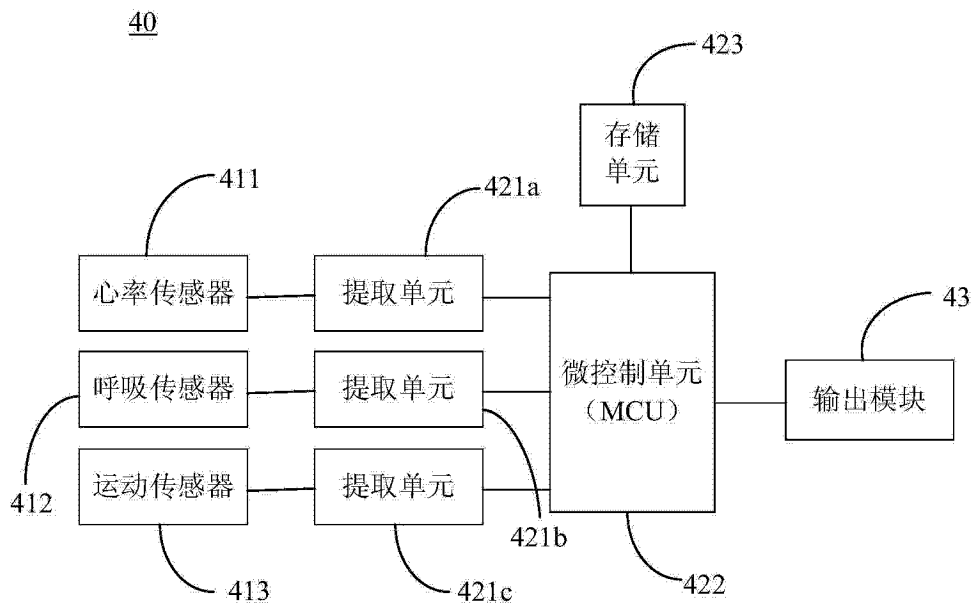 40
423
存储
单元
411
421a
心率传感器
提取单元
43
呼吸传感器
提取单元
微控制单元
（MCU）
输出模块
412
运动传感器
提取单元
421b
413
421c
422